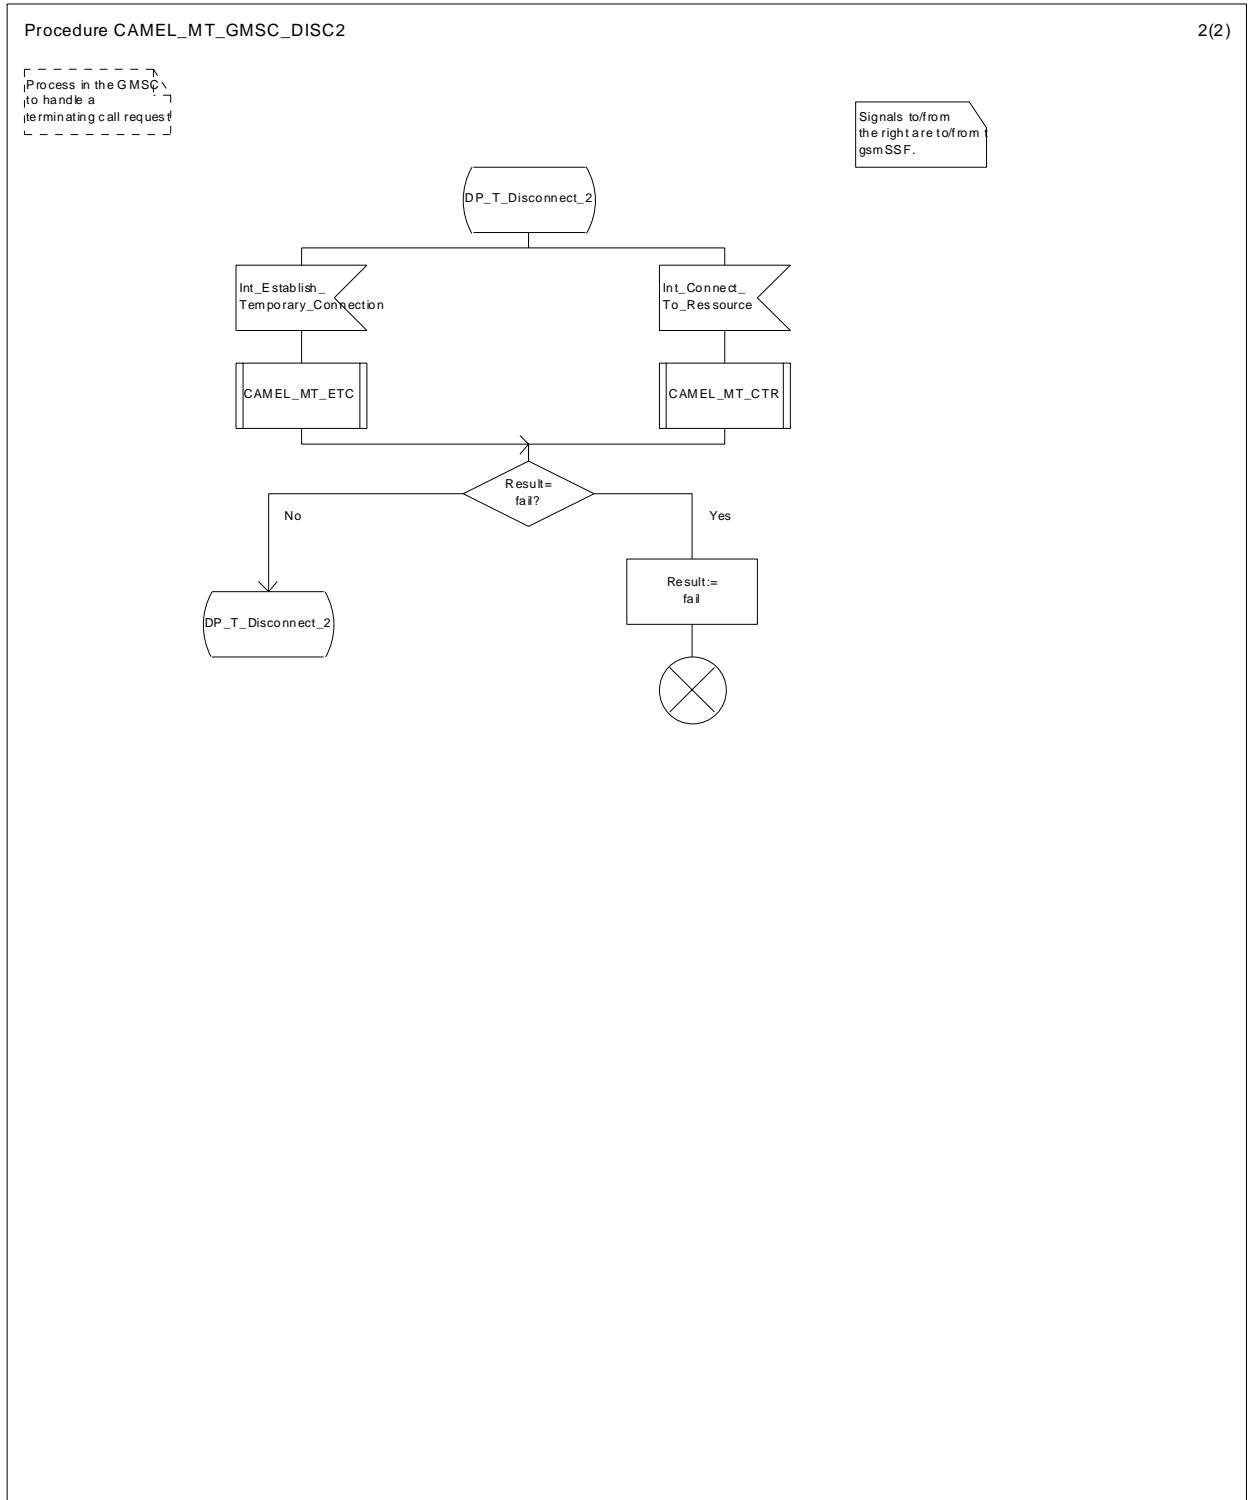 Procedure CAMEL_MT_GMSC_DISC2
2(2)
Process in the GMSC
to handle a
terminating call request
Signals to/from
the right are to/from t
gsmSSF.
DP_T_Disconnect_2
Int_Establish_
Temporary_Connection
Int_Connect_
To_Ressource
CAMEL_MT_ETC
CAMEL_MT_CTR
Result=
fail?
No
Yes
Result:=
fail
DP_T_Disconnect_2